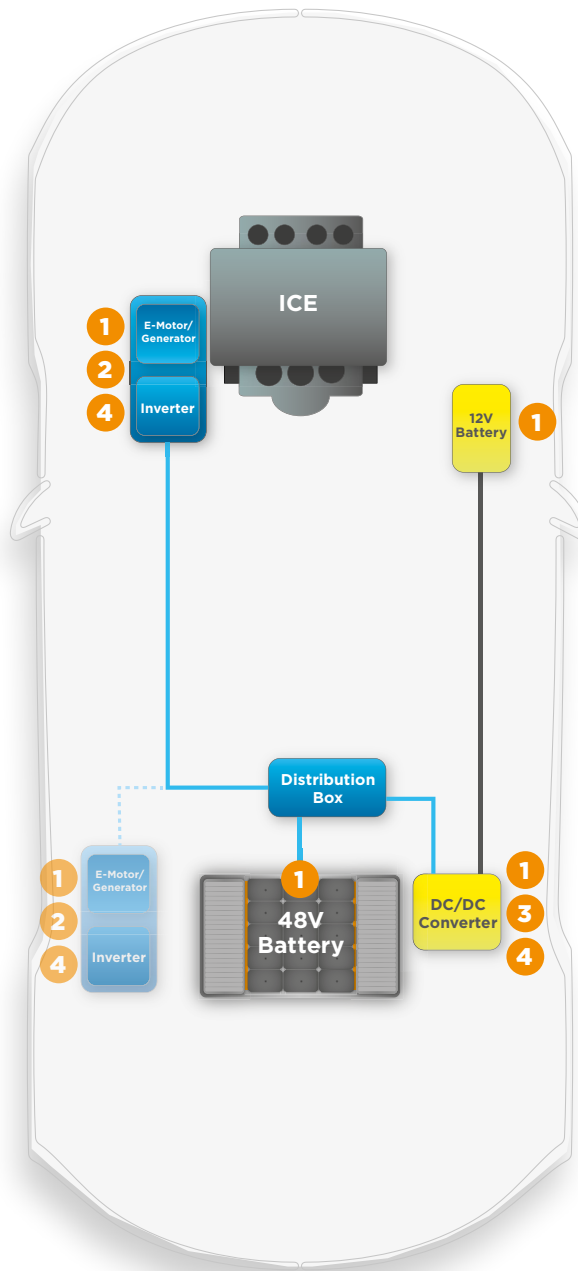 ICE
1
2
4
E-Motor/
Generator
Inverter
12V
Battery
1
Distribution
Box
1
2
4
E-Motor/
Generator
Inverter
1
48V
Battery
DC/DC
Converter
1
3
4